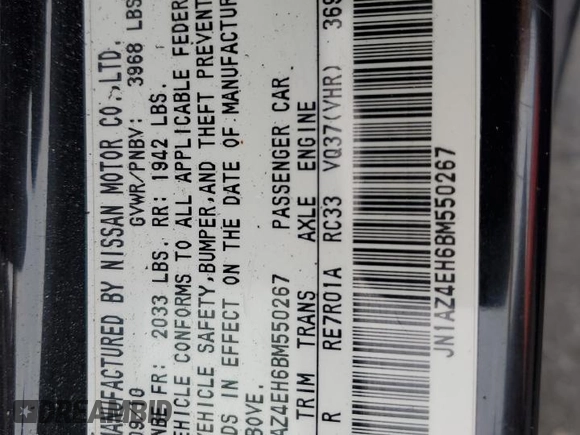 MANUFACTURED BY NISSAN MOTOR CO., LTD.
GVWR/PNBV: 3968 LBS
FR: 2033 LBS. RR: 1942 LBS.
VEHICLE CONFORMS TO ALL APPLICABLE FEDER
VEHICLE SAFETY, BUMPER, AND THEFT PREVENT
DS IN EFFECT ON THE DATE OF MANUFACTUR
BOVE.
AZ4EH6BM550267 PASSENGER CAR.
TRIM TRANS AXLE ENGINE
R RE7R01A RC33 VQ37(VHR) 369
JN1AZ4EH6BM550267
DREAMBID